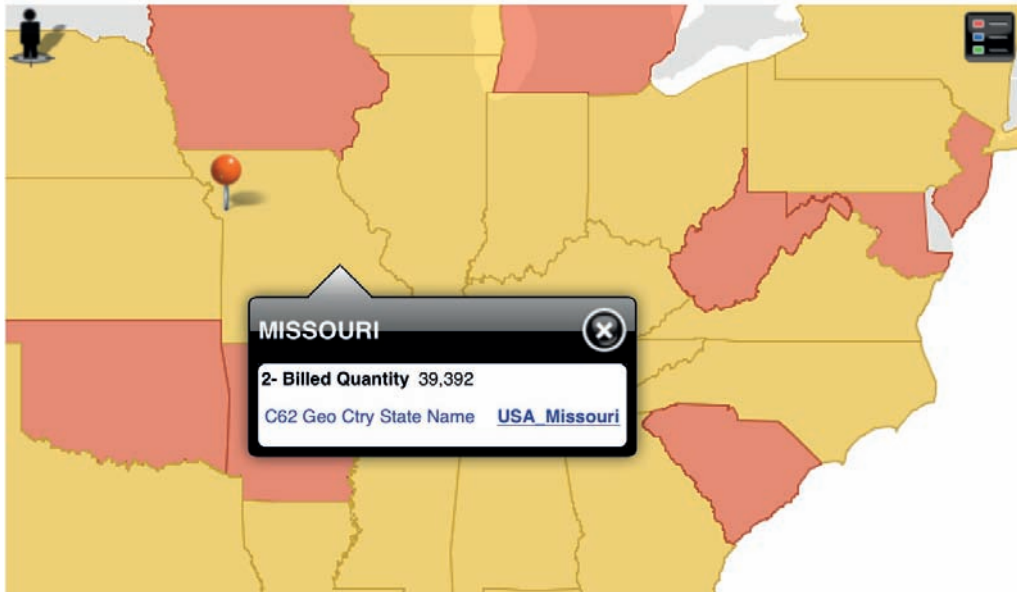 MISSOURI
2- Billed Quantity 39,392
C62 Geo Ctry State Name USA_Missouri